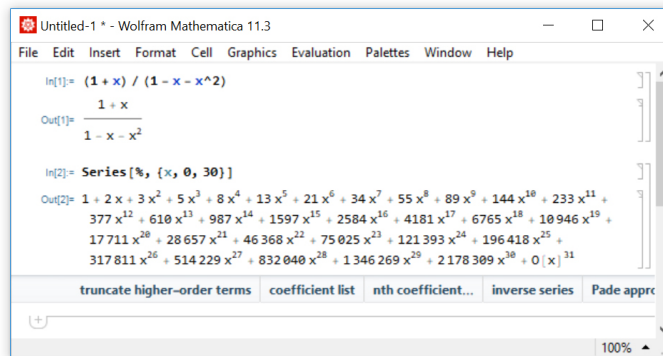 Untitled-1 * - Wolfram Mathematica 11.3
File Edit Insert Format Cell Graphics Evaluation Palettes Window Help
In[1]:= (1 + x) / (1 - x - x^2)
Out[1]= (1 + x) / (1 - x - x²)
In[2]:= Series[%, {x, 0, 30}]
Out[2]= 1 + 2 x + 3 x² + 5 x³ + 8 x⁴ + 13 x⁵ + 21 x⁶ + 34 x⁷ + 55 x⁸ + 89 x⁹ + 144 x¹⁰ + 233 x¹¹ +
377 x¹² + 610 x¹³ + 987 x¹⁴ + 1597 x¹⁵ + 2584 x¹⁶ + 4181 x¹⁷ + 6765 x¹⁸ + 10 946 x¹⁹ +
17 711 x²⁰ + 28 657 x²¹ + 46 368 x²² + 75 025 x²³ + 121 393 x²⁴ + 196 418 x²⁵ +
317 811 x²⁶ + 514 229 x²⁷ + 832 040 x²⁸ + 1 346 269 x²⁹ + 2 178 309 x³⁰ + O[x]³¹
truncate higher–order terms coefficient list nth coefficient... inverse series Pade appro
100%